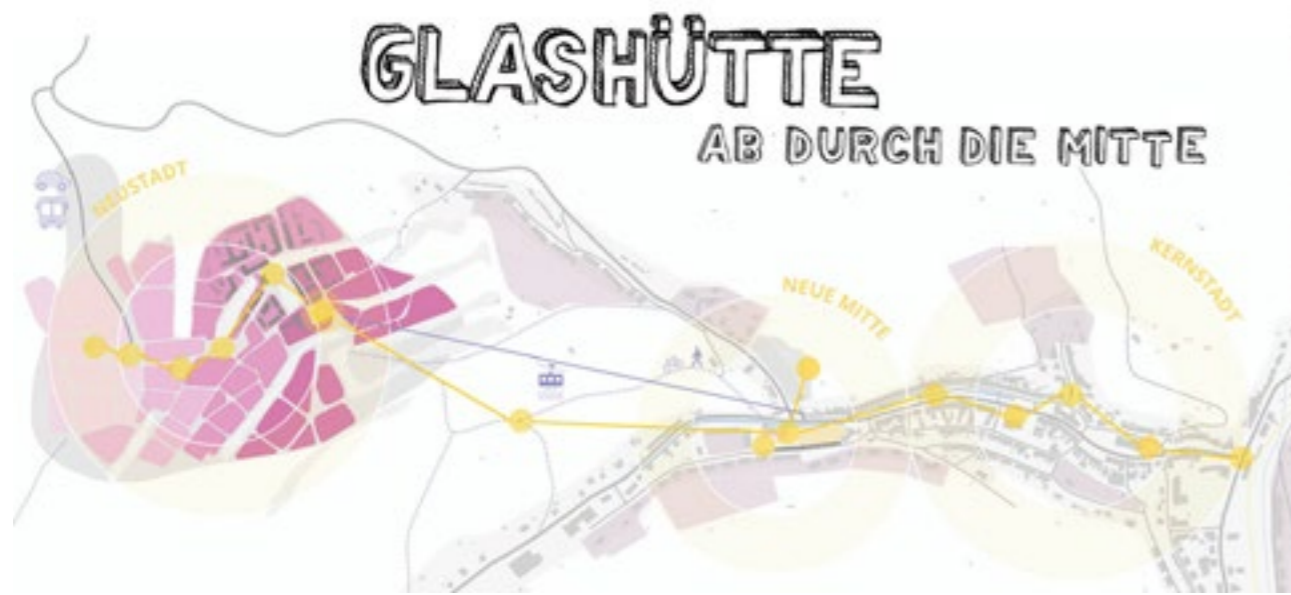 GLASHÜTTE
AB DURCH DIE MITTE
NEUSTADT
NEUE MITTE
KERNSTADT